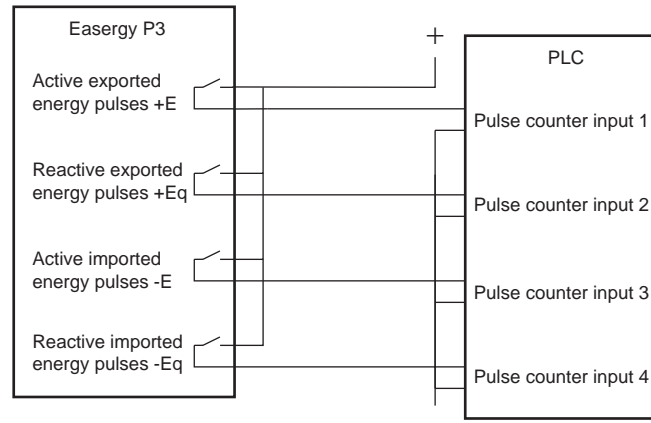 Easergy P3
Active exported
energy pulses +E
Reactive exported
energy pulses +Eq
Active imported
energy pulses -E
Reactive imported
energy pulses -Eq
+
PLC
Pulse counter input 1
Pulse counter input 2
Pulse counter input 3
Pulse counter input 4